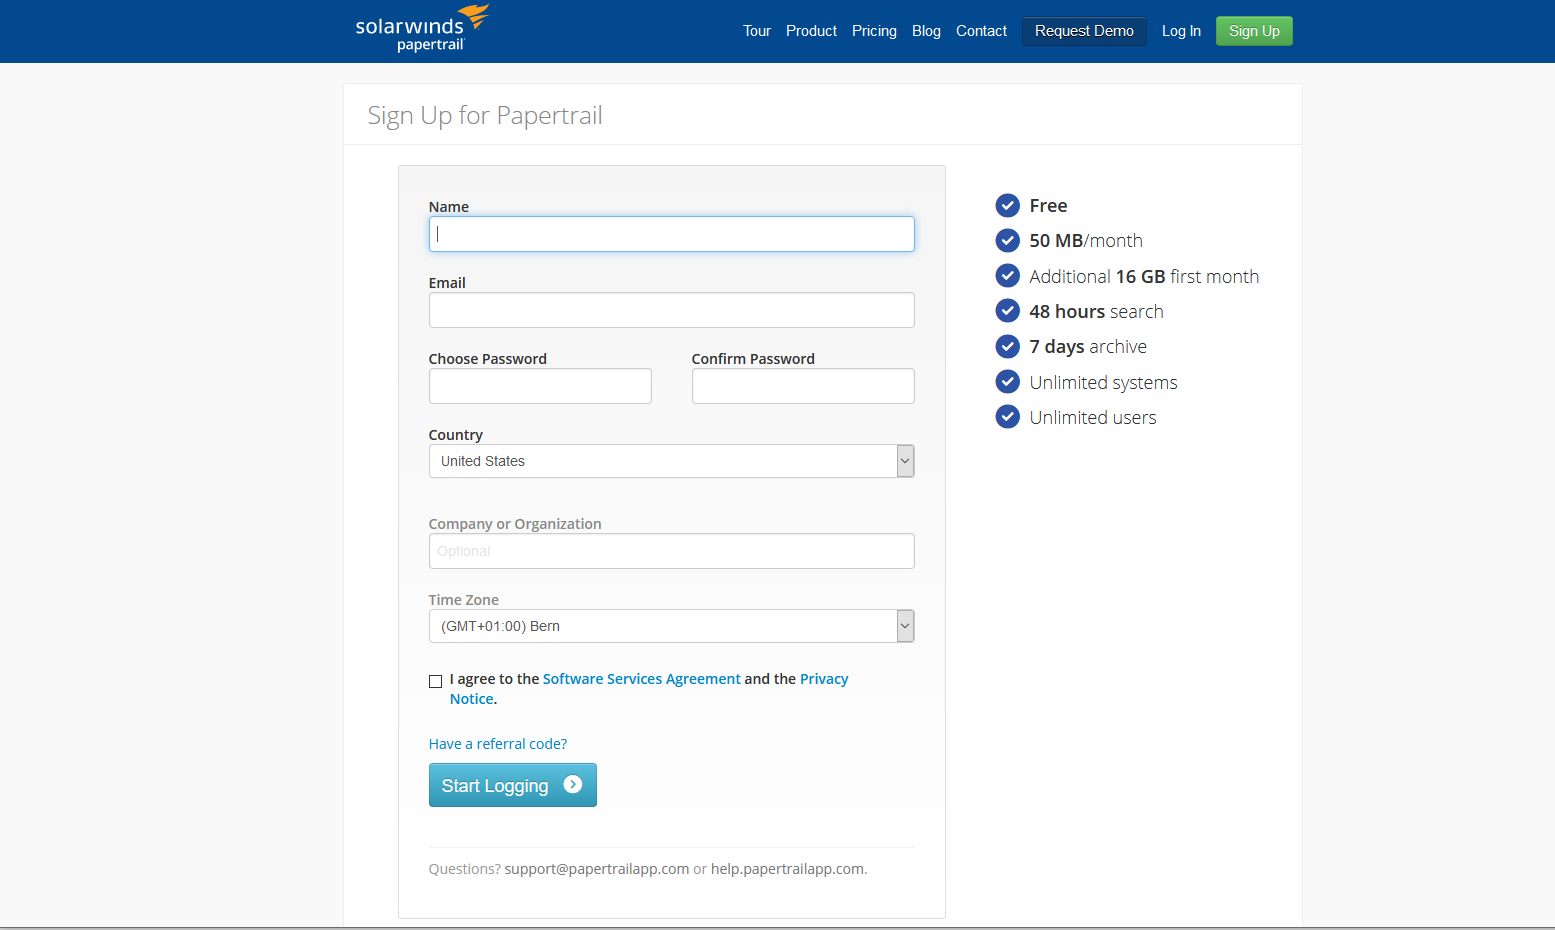 solarwinds
papertrail
Tour Product Pricing Blog Contact Request Demo Log In Sign Up
Sign Up for Papertrail
Name
Email
Choose Password Confirm Password
Country
United States
Company or Organization
Optional
Time Zone
(GMT+01:00) Bern
I agree to the Software Services Agreement and the Privacy
Notice.
Have a referral code?
Start Logging
Questions? support@papertrailapp.com or help.papertrailapp.com.
Free
50 MB/month
Additional 16 GB first month
48 hours search
7 days archive
Unlimited systems
Unlimited users